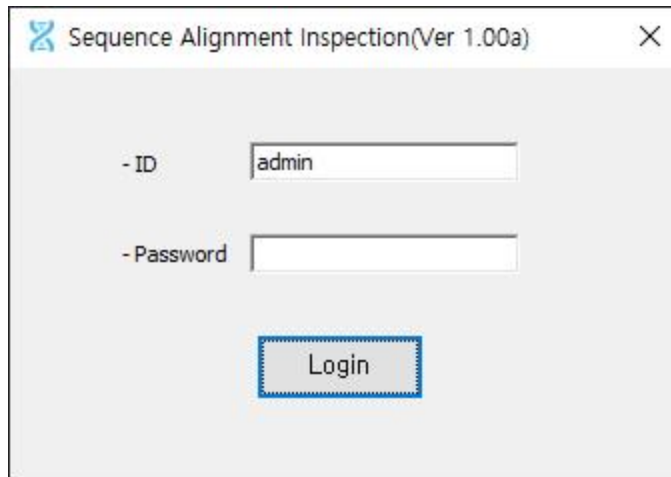 Sequence Alignment Inspection(Ver 1.00a)
- ID
admin
- Password
Login